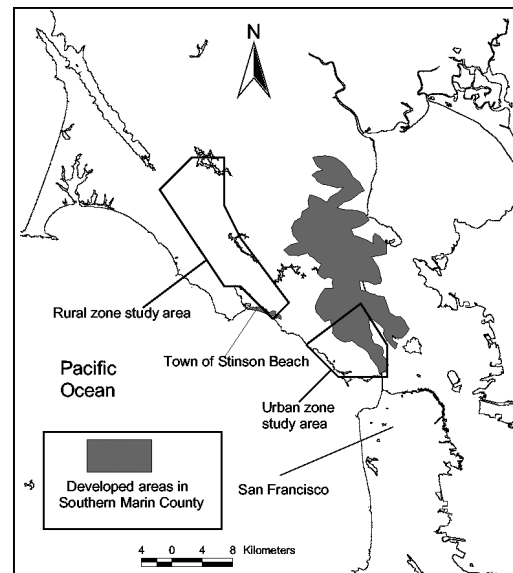 N
Rural zone study area
Town of Stinson Beach
Pacific
Ocean
Urban zone
study area
Developed areas in
Southern Marin County
San Francisco
4 0 4 8 Kilometers